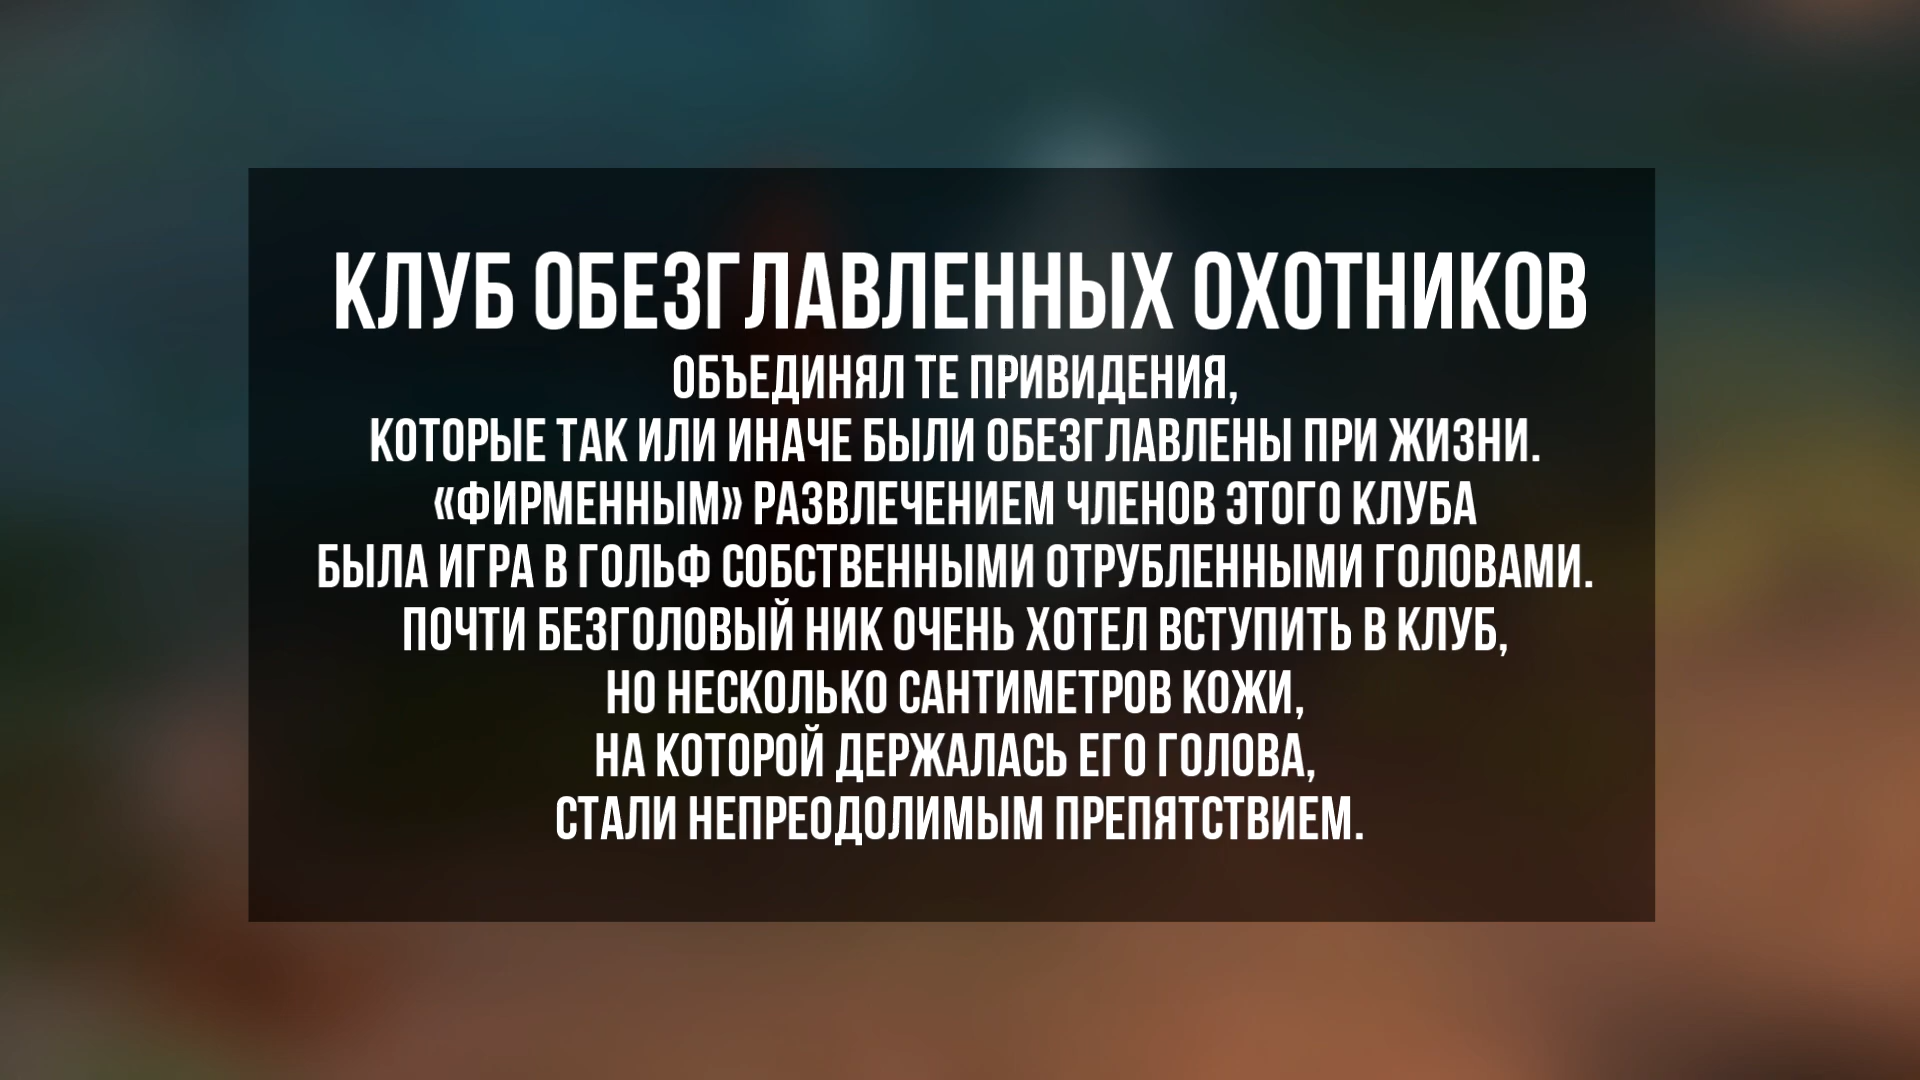 КЛУБ ОБЕЗГЛАВЛЕННЫХ ОХОТНИКОВ
ОБЪЕДИНЯЛ ТЕ ПРИВИДЕНИЯ,
КОТОРЫЕ ТАК ИЛИ ИНАЧЕ БЫЛИ ОБЕЗГЛАВЛЕНЫ ПРИ ЖИЗНИ.
«ФИРМЕННЫМ» РАЗВЛЕЧЕНИЕМ ЧЛЕНОВ ЭТОГО КЛУБА
БЫЛА ИГРА В ГОЛЬФ СОБСТВЕННЫМИ ОТРУБЛЕННЫМИ ГОЛОВАМИ.
ПОЧТИ БЕЗГОЛОВЫЙ НИК ОЧЕНЬ ХОТЕЛ ВСТУПИТЬ В КЛУБ,
НО НЕСКОЛЬКО САНТИМЕТРОВ КОЖИ,
НА КОТОРОЙ ДЕРЖАЛАСЬ ЕГО ГОЛОВА,
СТАЛИ НЕПРЕОДОЛИМЫМ ПРЕПЯТСТВИЕМ.